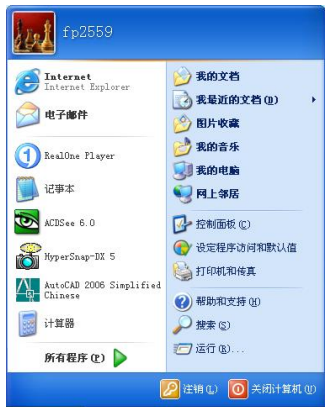 fp2559
Internet
Internet Explorer
电子邮件
RealOne Player
记事本
ACDSee 6.0
HyperSnap-DX 5
AutoCAD 2006 Simplified
Chinese
计算器
所有程序(P)
我的文档
我最近的文档(D)
图片收藏
我的音乐
我的电脑
网上邻居
控制面板(C)
设定程序访问和默认值
打印机和传真
帮助和支持(H)
搜索(S)
运行(R)...
注销(L)
关闭计算机(U)